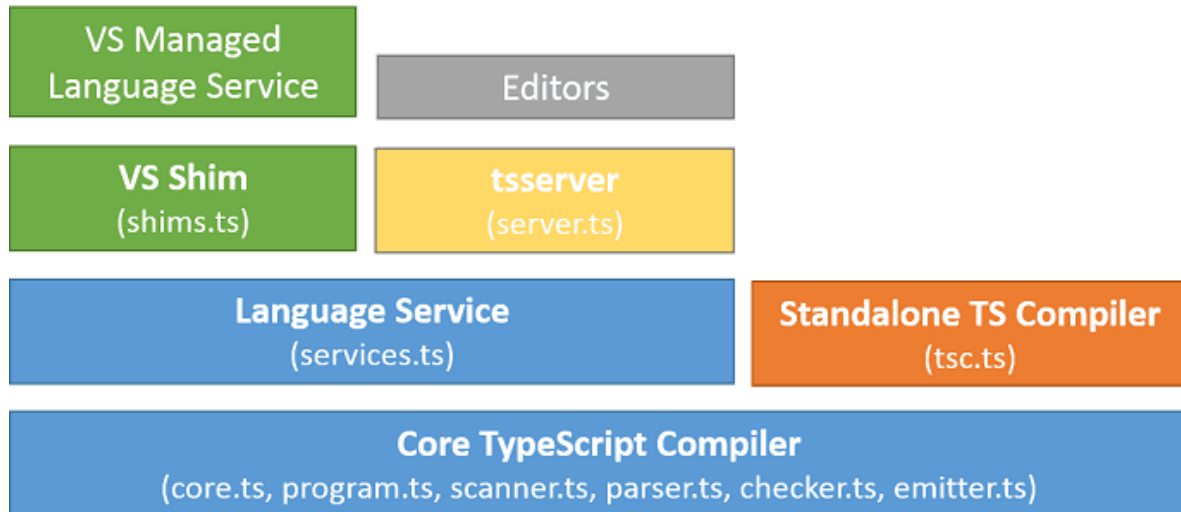 VS Managed
Language Service
Editors
VS Shim
(shims.ts)
tsserver
(server.ts)
Language Service
(services.ts)
Standalone TS Compiler
(tsc.ts)
Core TypeScript Compiler
(core.ts, program.ts, scanner.ts, parser.ts, checker.ts, emitter.ts)